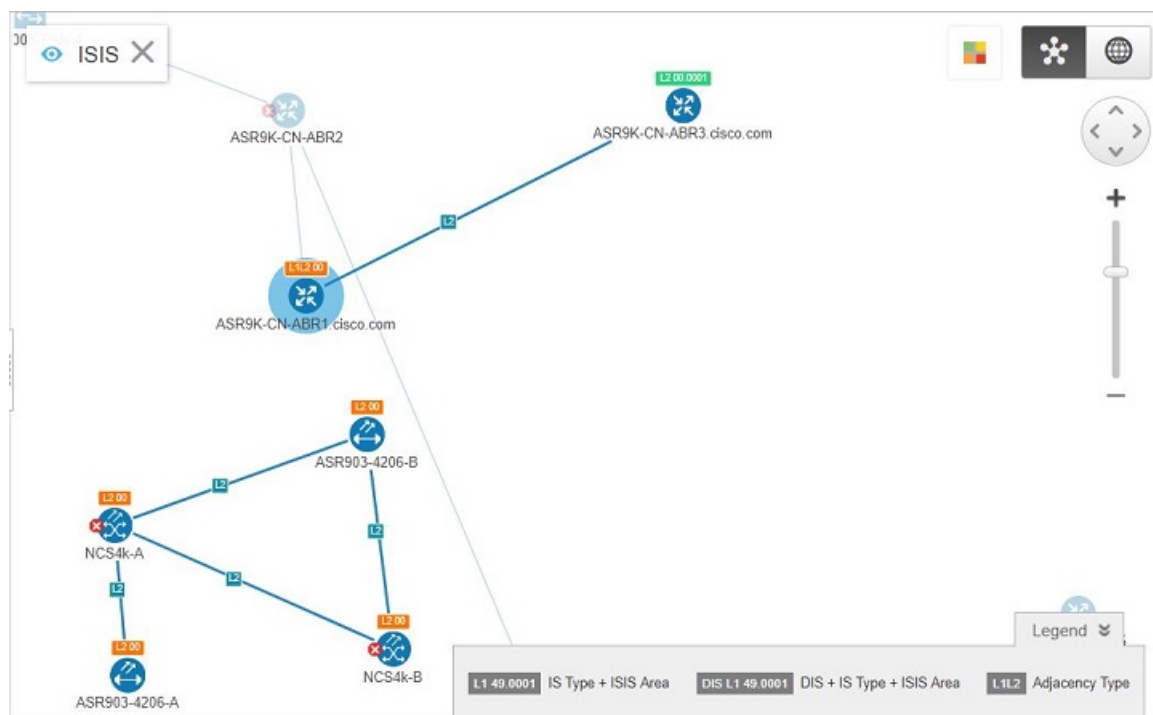 00
ISIS
L2 00.0001
ASR9K-CN-ABR2
ASR9K-CN-ABR3.cisco.com
L2
L1L2 00
ASR9K-CN-ABR1.cisco.com
L2 00
ASR903-4206-B
L2
L2 00
L2
NCS4k-A
L2
L2
L2 00
L2 00
NCS4k-B
ASR903-4206-A
Legend
L1 49.0001 IS Type + ISIS Area DIS L1 49.0001 DIS + IS Type + ISIS Area L1L2 Adjacency Type